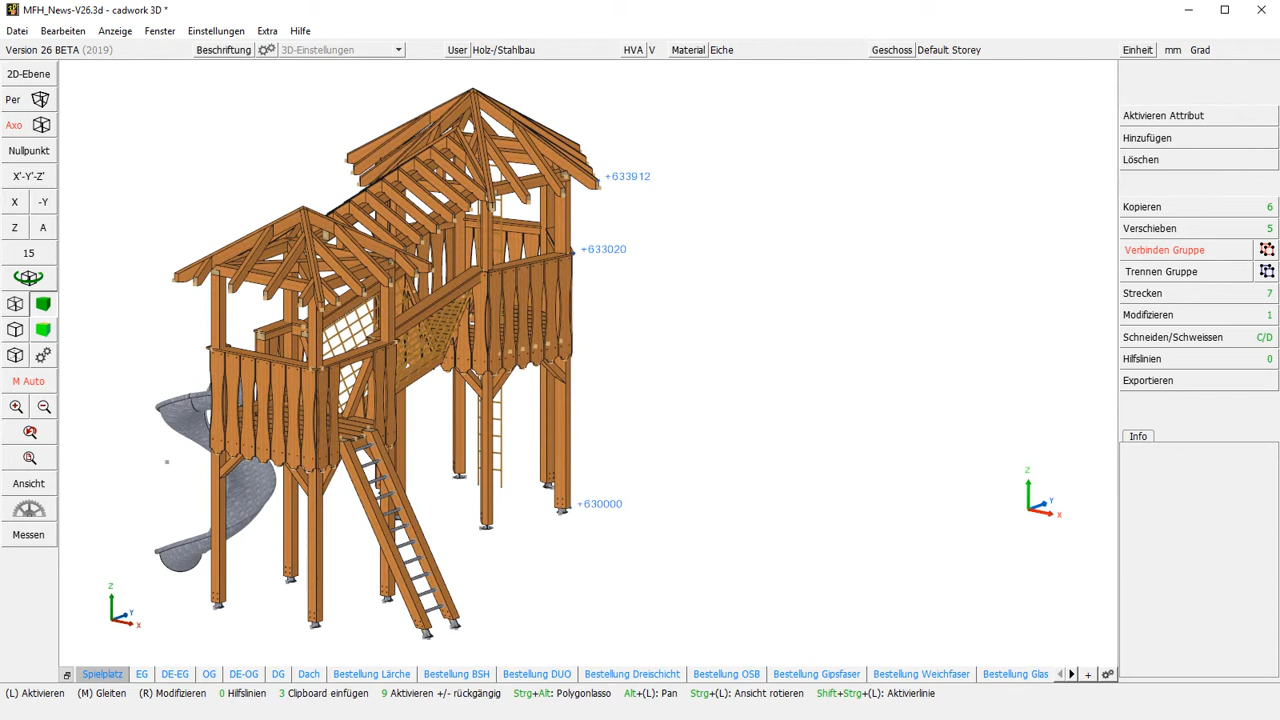 MFH_News-V26.3d - cadwork 3D *
Datei Bearbeiten Anzeige Fenster Einstellungen Extra Hilfe
Version 26 BETA (2019) Beschriftung 3D-Einstellungen User Holz-/Stahlbau HVA V Material Eiche Geschoss Default Storey Einheit mm Grad
2D-Ebene
Per
Axo
Nullpunkt
X'-Y'-Z'
X -Y
Z A
15
M Auto
Ansicht
Messen
+633912
+633020
+630000
Z
Y
X
Z
Y
X
Aktivieren Attribut
Hinzufügen
Löschen
Kopieren 6
Verschieben 5
Verbinden Gruppe
Trennen Gruppe
Strecken 7
Modifizieren 1
Schneiden/Schweissen C/D
Hilfslinien 0
Exportieren
Info
Spielplatz EG DE-EG OG DE-OG DG Dach Bestellung Lärche Bestellung BSH Bestellung DUO Bestellung Dreischicht Bestellung OSB Bestellung Gipsfaser Bestellung Weichfaser Bestellung Glas
(L) Aktivieren (M) Gleiten (R) Modifizieren 0 Hilfslinien 3 Clipboard einfügen 9 Aktivieren +/- rückgängig Strg+Alt: Polygonlasso Alt+(L): Pan Strg+(L): Ansicht rotieren Shift+Strg+(L): Aktivierlinie